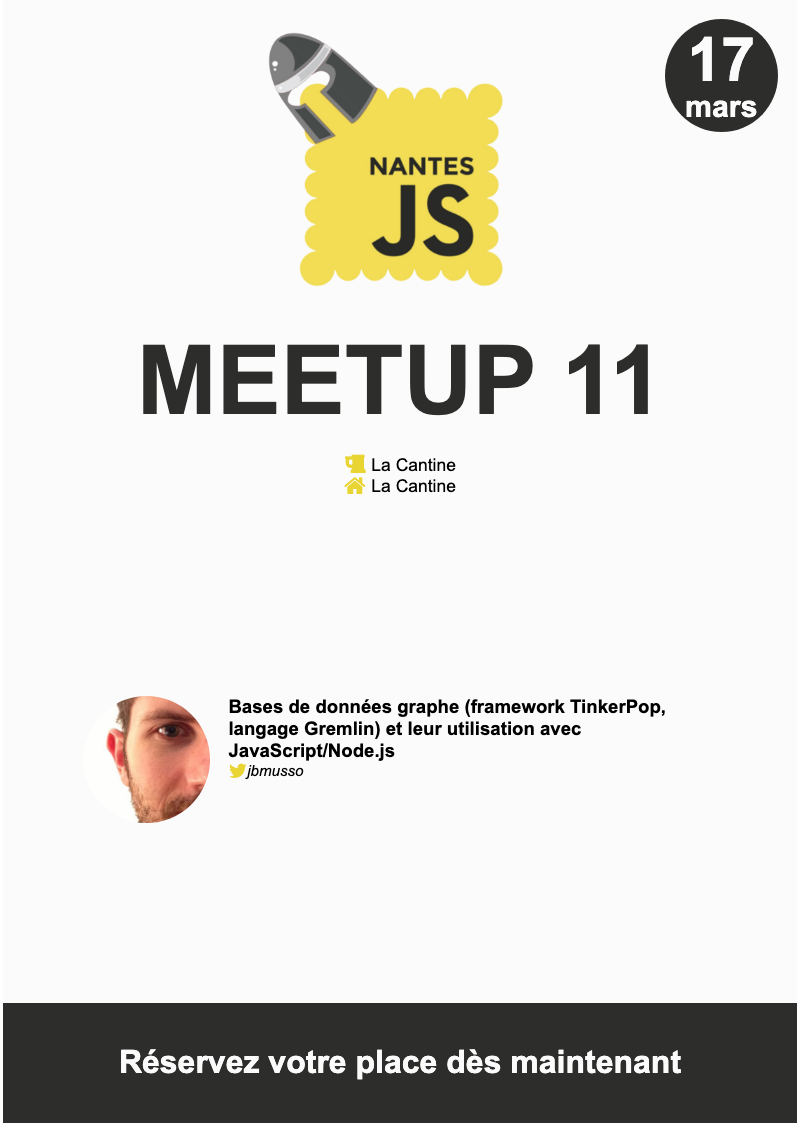 17
mars
NANTES
JS
MEETUP 11
La Cantine
La Cantine
Bases de données graphe (framework TinkerPop,
langage Gremlin) et leur utilisation avec
JavaScript/Node.js
jbmusso
Réservez votre place dès maintenant